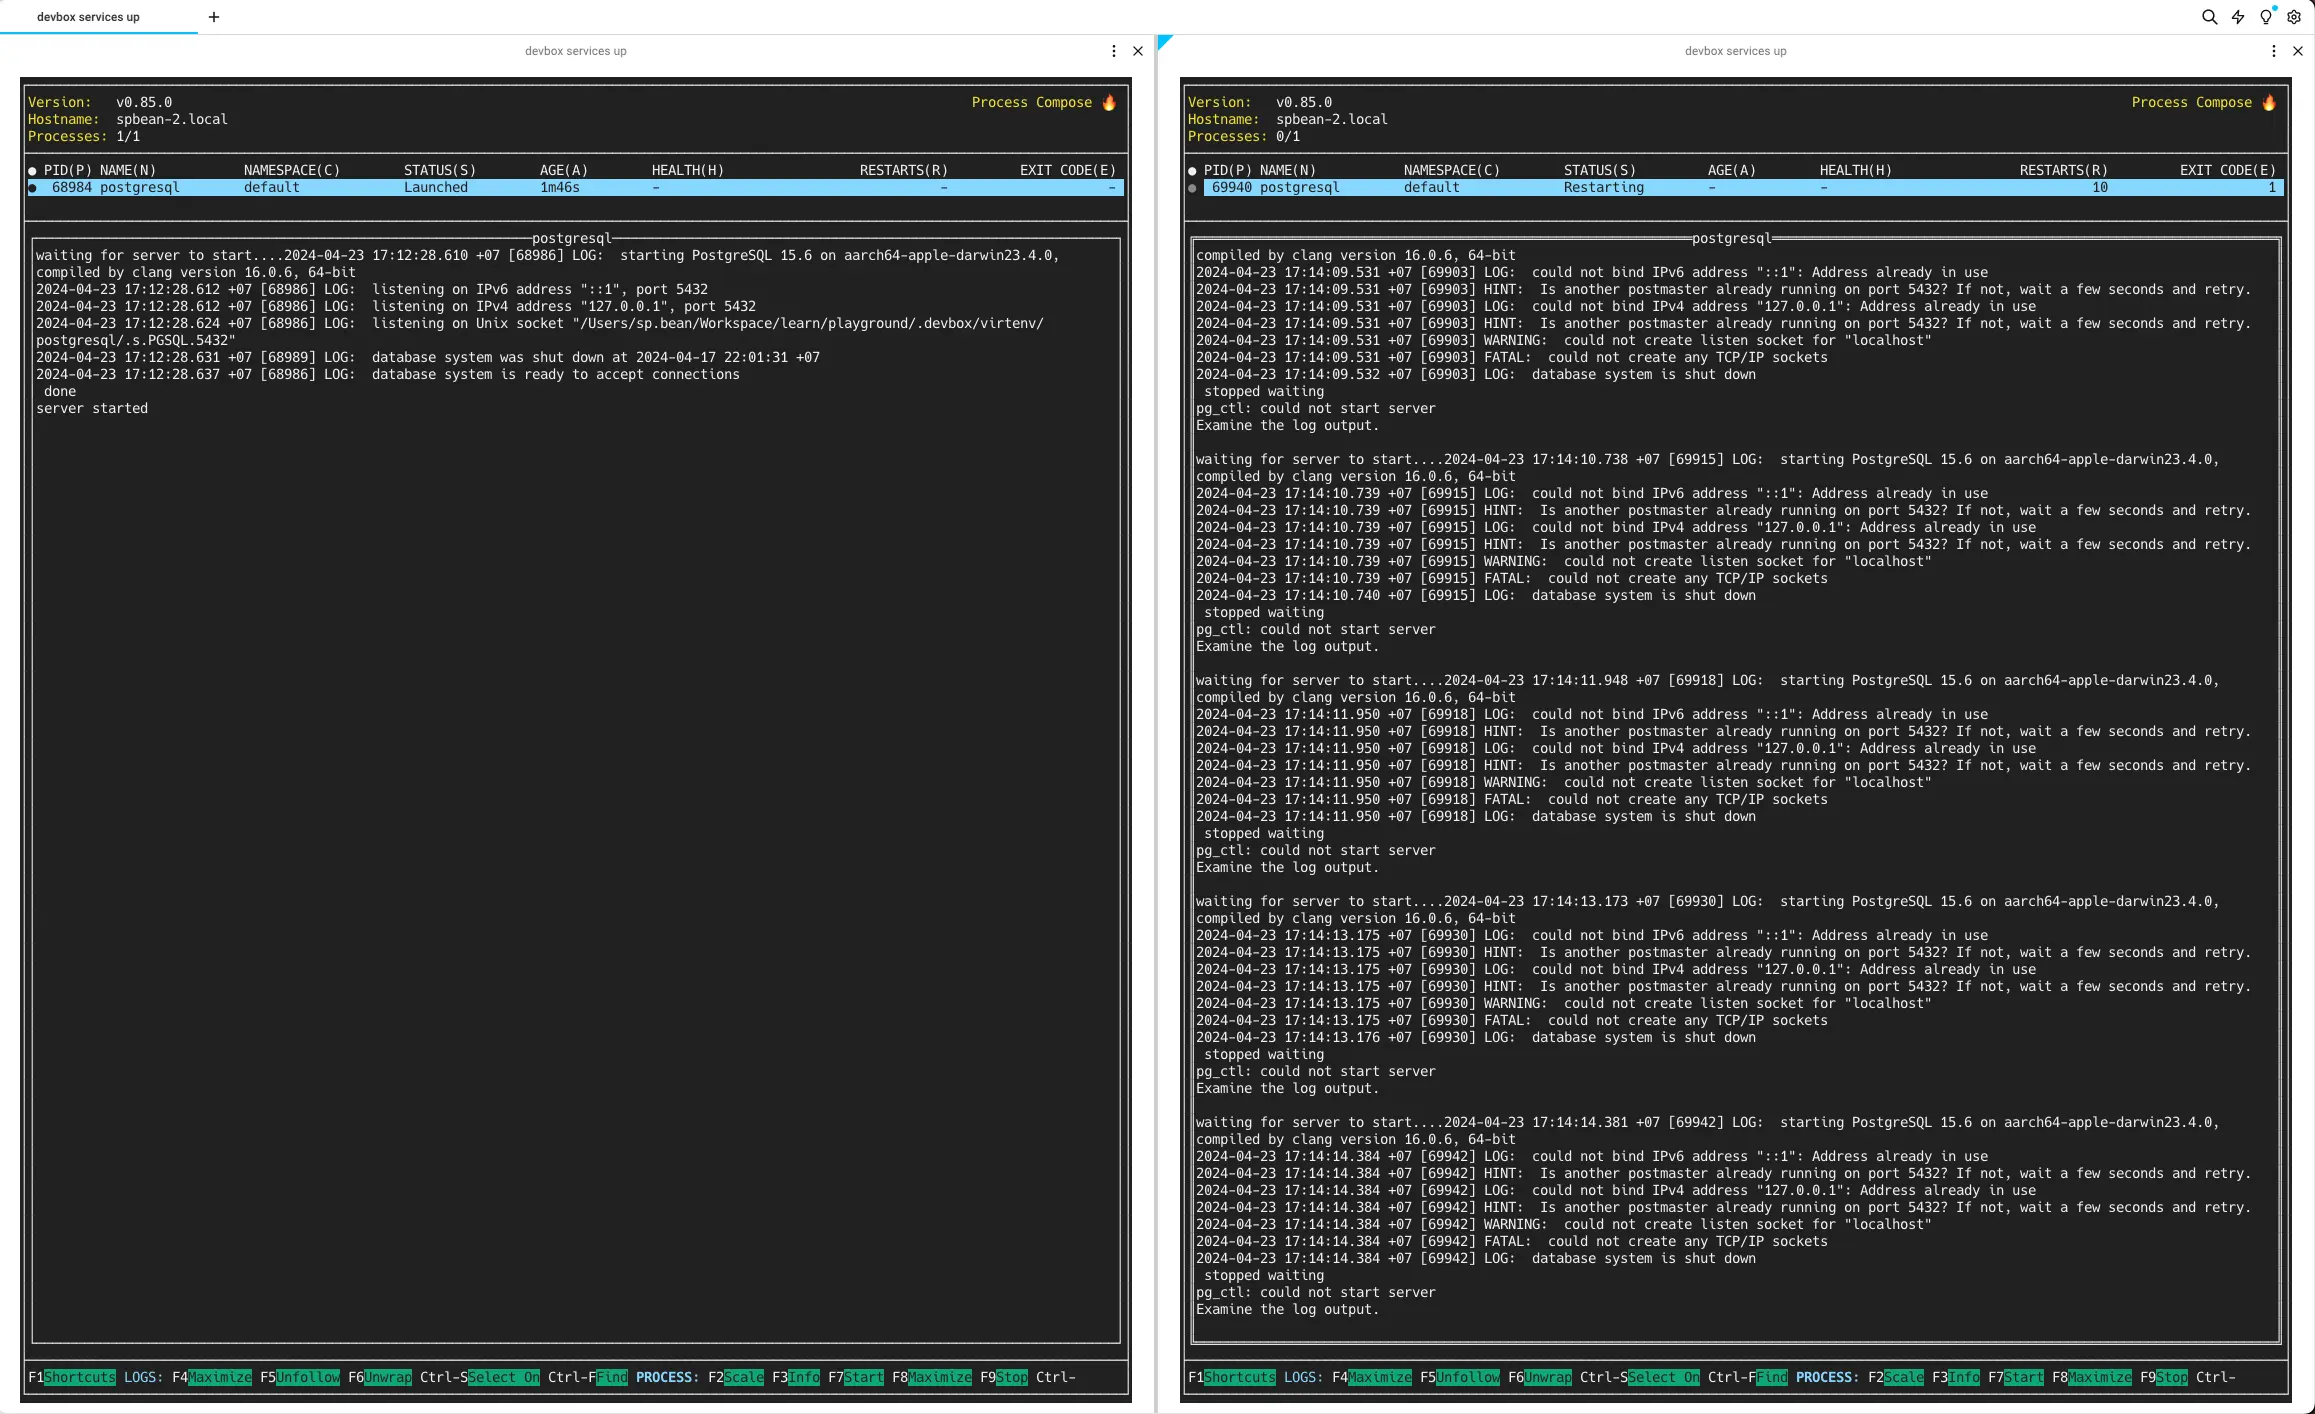 devbox services up
devbox services up
Version: v0.85.0 Process Compose 🔥
Hostname: spbean-2.local
Processes: 1/1
● PID(P) NAME(N) NAMESPACE(C) STATUS(S) AGE(A) HEALTH(H) RESTARTS(R) EXIT CODE(E)
● 68984 postgresql default Launched 1m46s - - -
postgresql
waiting for server to start....2024-04-23 17:12:28.610 +07 [68986] LOG:  starting PostgreSQL 15.6 on aarch64-apple-darwin23.4.0,
compiled by clang version 16.0.6, 64-bit
2024-04-23 17:12:28.612 +07 [68986] LOG:  listening on IPv6 address "::1", port 5432
2024-04-23 17:12:28.612 +07 [68986] LOG:  listening on IPv4 address "127.0.0.1", port 5432
2024-04-23 17:12:28.624 +07 [68986] LOG:  listening on Unix socket "/Users/sp.bean/Workspace/learn/playground/.devbox/virtenv/
postgresql/.s.PGSQL.5432"
2024-04-23 17:12:28.631 +07 [68989] LOG:  database system was shut down at 2024-04-17 22:01:31 +07
2024-04-23 17:12:28.637 +07 [68986] LOG:  database system is ready to accept connections
done
server started
F1Shortcuts LOGS: F4Maximize F5Unfollow F6Unwrap Ctrl-SSelect On Ctrl-FFind PROCESS: F2Scale F3Info F7Start F8Maximize F9Stop Ctrl-
devbox services up
Version: v0.85.0 Process Compose 🔥
Hostname: spbean-2.local
Processes: 0/1
● PID(P) NAME(N) NAMESPACE(C) STATUS(S) AGE(A) HEALTH(H) RESTARTS(R) EXIT CODE(E)
● 69940 postgresql default Restarting - - 10 1
postgresql
compiled by clang version 16.0.6, 64-bit
2024-04-23 17:14:09.531 +07 [69903] LOG:  could not bind IPv6 address "::1": Address already in use
2024-04-23 17:14:09.531 +07 [69903] HINT:  Is another postmaster already running on port 5432? If not, wait a few seconds and retry.
2024-04-23 17:14:09.531 +07 [69903] LOG:  could not bind IPv4 address "127.0.0.1": Address already in use
2024-04-23 17:14:09.531 +07 [69903] HINT:  Is another postmaster already running on port 5432? If not, wait a few seconds and retry.
2024-04-23 17:14:09.531 +07 [69903] WARNING:  could not create listen socket for "localhost"
2024-04-23 17:14:09.531 +07 [69903] FATAL:  could not create any TCP/IP sockets
2024-04-23 17:14:09.532 +07 [69903] LOG:  database system is shut down
stopped waiting
pg_ctl: could not start server
Examine the log output.
waiting for server to start....2024-04-23 17:14:10.738 +07 [69915] LOG:  starting PostgreSQL 15.6 on aarch64-apple-darwin23.4.0,
compiled by clang version 16.0.6, 64-bit
2024-04-23 17:14:10.739 +07 [69915] LOG:  could not bind IPv6 address "::1": Address already in use
2024-04-23 17:14:10.739 +07 [69915] HINT:  Is another postmaster already running on port 5432? If not, wait a few seconds and retry.
2024-04-23 17:14:10.739 +07 [69915] LOG:  could not bind IPv4 address "127.0.0.1": Address already in use
2024-04-23 17:14:10.739 +07 [69915] HINT:  Is another postmaster already running on port 5432? If not, wait a few seconds and retry.
2024-04-23 17:14:10.739 +07 [69915] WARNING:  could not create listen socket for "localhost"
2024-04-23 17:14:10.739 +07 [69915] FATAL:  could not create any TCP/IP sockets
2024-04-23 17:14:10.740 +07 [69915] LOG:  database system is shut down
stopped waiting
pg_ctl: could not start server
Examine the log output.
waiting for server to start....2024-04-23 17:14:11.948 +07 [69918] LOG:  starting PostgreSQL 15.6 on aarch64-apple-darwin23.4.0,
compiled by clang version 16.0.6, 64-bit
2024-04-23 17:14:11.950 +07 [69918] LOG:  could not bind IPv6 address "::1": Address already in use
2024-04-23 17:14:11.950 +07 [69918] HINT:  Is another postmaster already running on port 5432? If not, wait a few seconds and retry.
2024-04-23 17:14:11.950 +07 [69918] LOG:  could not bind IPv4 address "127.0.0.1": Address already in use
2024-04-23 17:14:11.950 +07 [69918] HINT:  Is another postmaster already running on port 5432? If not, wait a few seconds and retry.
2024-04-23 17:14:11.950 +07 [69918] WARNING:  could not create listen socket for "localhost"
2024-04-23 17:14:11.950 +07 [69918] FATAL:  could not create any TCP/IP sockets
2024-04-23 17:14:11.950 +07 [69918] LOG:  database system is shut down
stopped waiting
pg_ctl: could not start server
Examine the log output.
waiting for server to start....2024-04-23 17:14:13.173 +07 [69930] LOG:  starting PostgreSQL 15.6 on aarch64-apple-darwin23.4.0,
compiled by clang version 16.0.6, 64-bit
2024-04-23 17:14:13.175 +07 [69930] LOG:  could not bind IPv6 address "::1": Address already in use
2024-04-23 17:14:13.175 +07 [69930] HINT:  Is another postmaster already running on port 5432? If not, wait a few seconds and retry.
2024-04-23 17:14:13.175 +07 [69930] LOG:  could not bind IPv4 address "127.0.0.1": Address already in use
2024-04-23 17:14:13.175 +07 [69930] HINT:  Is another postmaster already running on port 5432? If not, wait a few seconds and retry.
2024-04-23 17:14:13.175 +07 [69930] WARNING:  could not create listen socket for "localhost"
2024-04-23 17:14:13.175 +07 [69930] FATAL:  could not create any TCP/IP sockets
2024-04-23 17:14:13.176 +07 [69930] LOG:  database system is shut down
stopped waiting
pg_ctl: could not start server
Examine the log output.
waiting for server to start....2024-04-23 17:14:14.381 +07 [69942] LOG:  starting PostgreSQL 15.6 on aarch64-apple-darwin23.4.0,
compiled by clang version 16.0.6, 64-bit
2024-04-23 17:14:14.384 +07 [69942] LOG:  could not bind IPv6 address "::1": Address already in use
2024-04-23 17:14:14.384 +07 [69942] HINT:  Is another postmaster already running on port 5432? If not, wait a few seconds and retry.
2024-04-23 17:14:14.384 +07 [69942] LOG:  could not bind IPv4 address "127.0.0.1": Address already in use
2024-04-23 17:14:14.384 +07 [69942] HINT:  Is another postmaster already running on port 5432? If not, wait a few seconds and retry.
2024-04-23 17:14:14.384 +07 [69942] WARNING:  could not create listen socket for "localhost"
2024-04-23 17:14:14.384 +07 [69942] FATAL:  could not create any TCP/IP sockets
2024-04-23 17:14:14.384 +07 [69942] LOG:  database system is shut down
stopped waiting
pg_ctl: could not start server
Examine the log output.
F1Shortcuts LOGS: F4Maximize F5Unfollow F6Unwrap Ctrl-SSelect On Ctrl-FFind PROCESS: F2Scale F3Info F7Start F8Maximize F9Stop Ctrl-